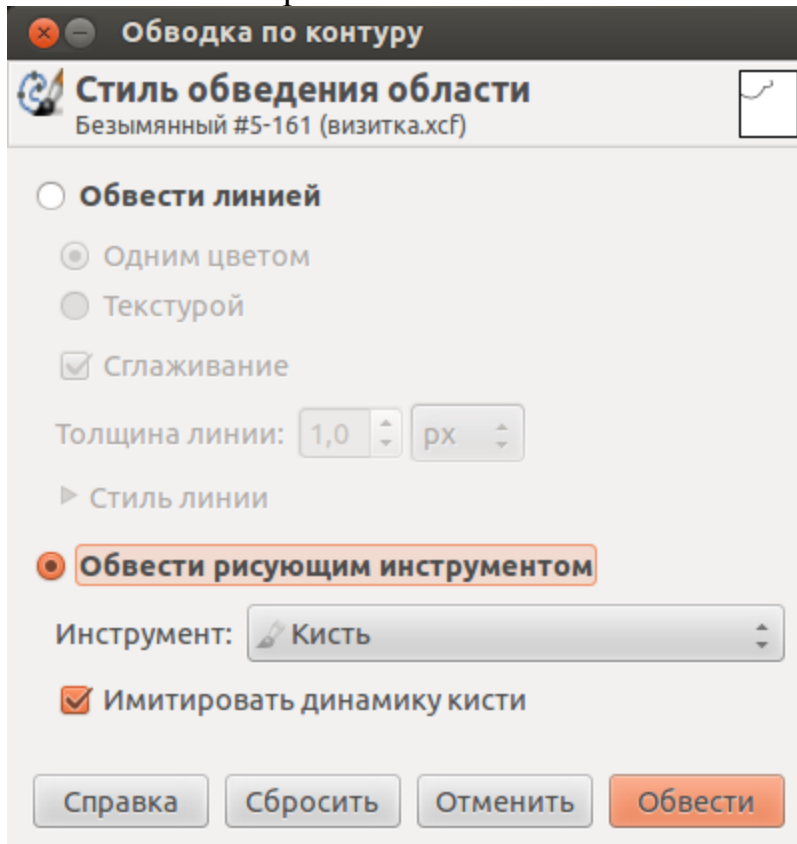 Обводка по контуру
Стиль обведения области
Безымянный #5-161 (визитка.xcf)
Обвести линией
Одним цветом
Текстурой
Сглаживание
Толщина линии: 1,0 px
Стиль линии
Обвести рисующим инструментом
Инструмент: Кисть
Имитировать динамику кисти
Справка Сбросить Отменить Обвести